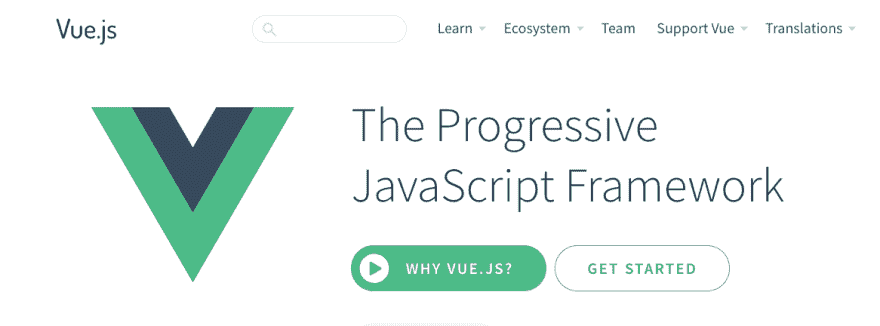 Vue.js
Learn Ecosystem Team Support Vue Translations
The Progressive
JavaScript Framework
WHY VUE.JS? GET STARTED